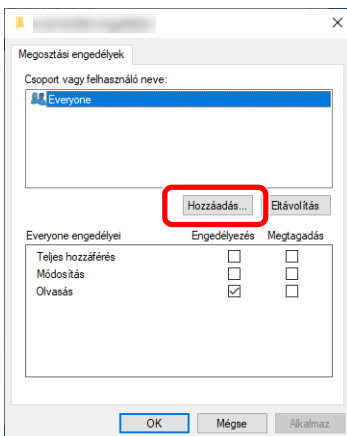 Megosztási engedélyek
Csoport vagy felhasználó neve:
Everyone
Hozzáadás... Eltávolítás
Everyone engedélyei Engedélyezés Megtagadás
Teljes hozzáférés
Módosítás
Olvasás
OK Mégse Alkalmaz